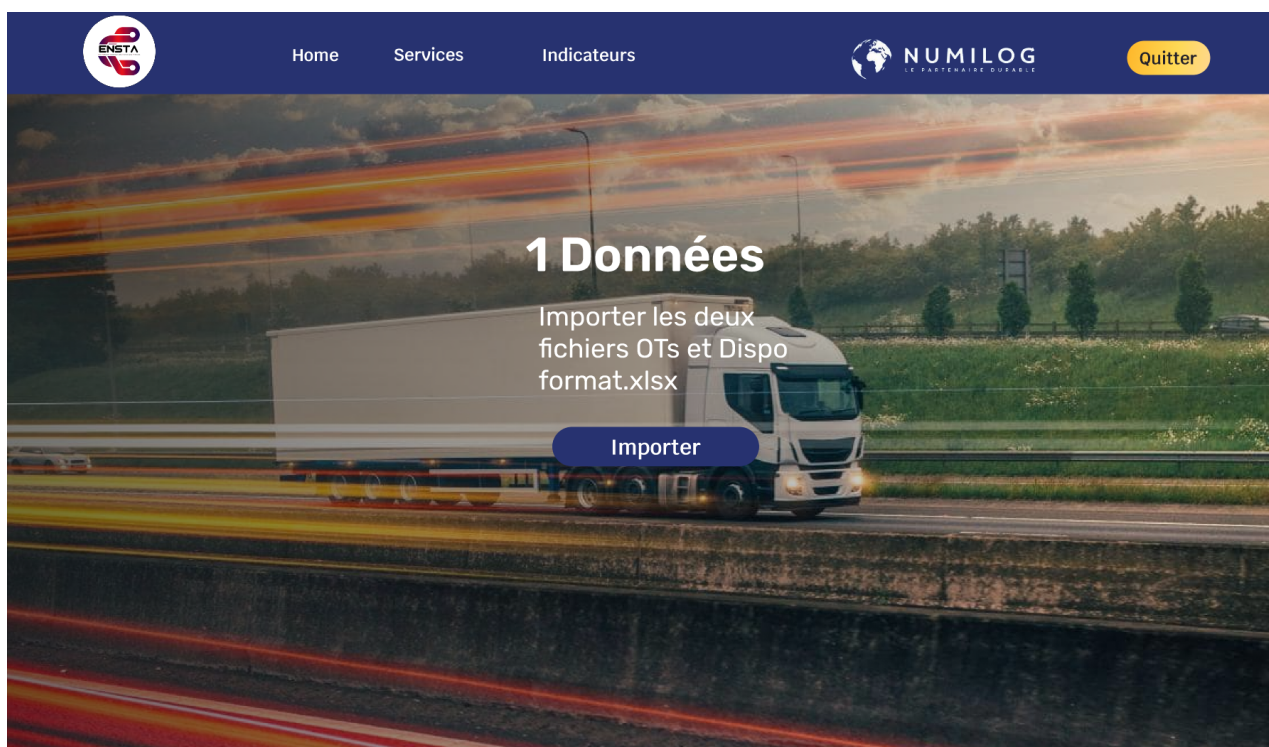 ENSTA
Home
Services
Indicateurs
NUMILOG
LE PARTENAIRE DURABLE
Quitter
1 Données
Importer les deux
fichiers OTs et Dispo
format.xlsx
Importer